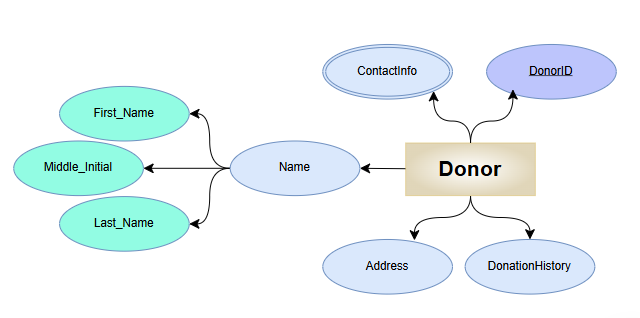 ContactInfo
DonorID
First_Name
Middle_Initial
Name
Donor
Last_Name
Address
DonationHistory